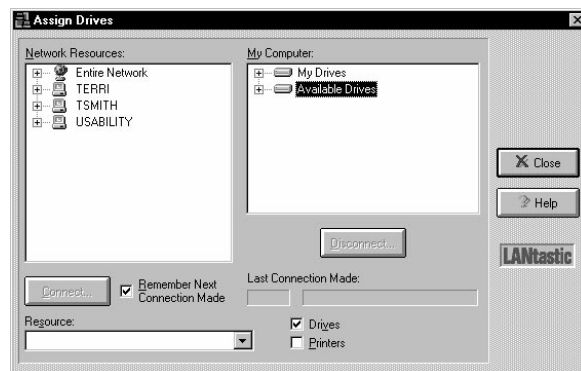 Assign Drives
Network Resources:
Entire Network
TERRI
TSMITH
USABILITY
My Computer:
My Drives
Available Drives
Close
Help
Disconnect...
LANtastic
Connect...
Remember Next
Connection Made
Last Connection Made:
Resource:
Drives
Printers